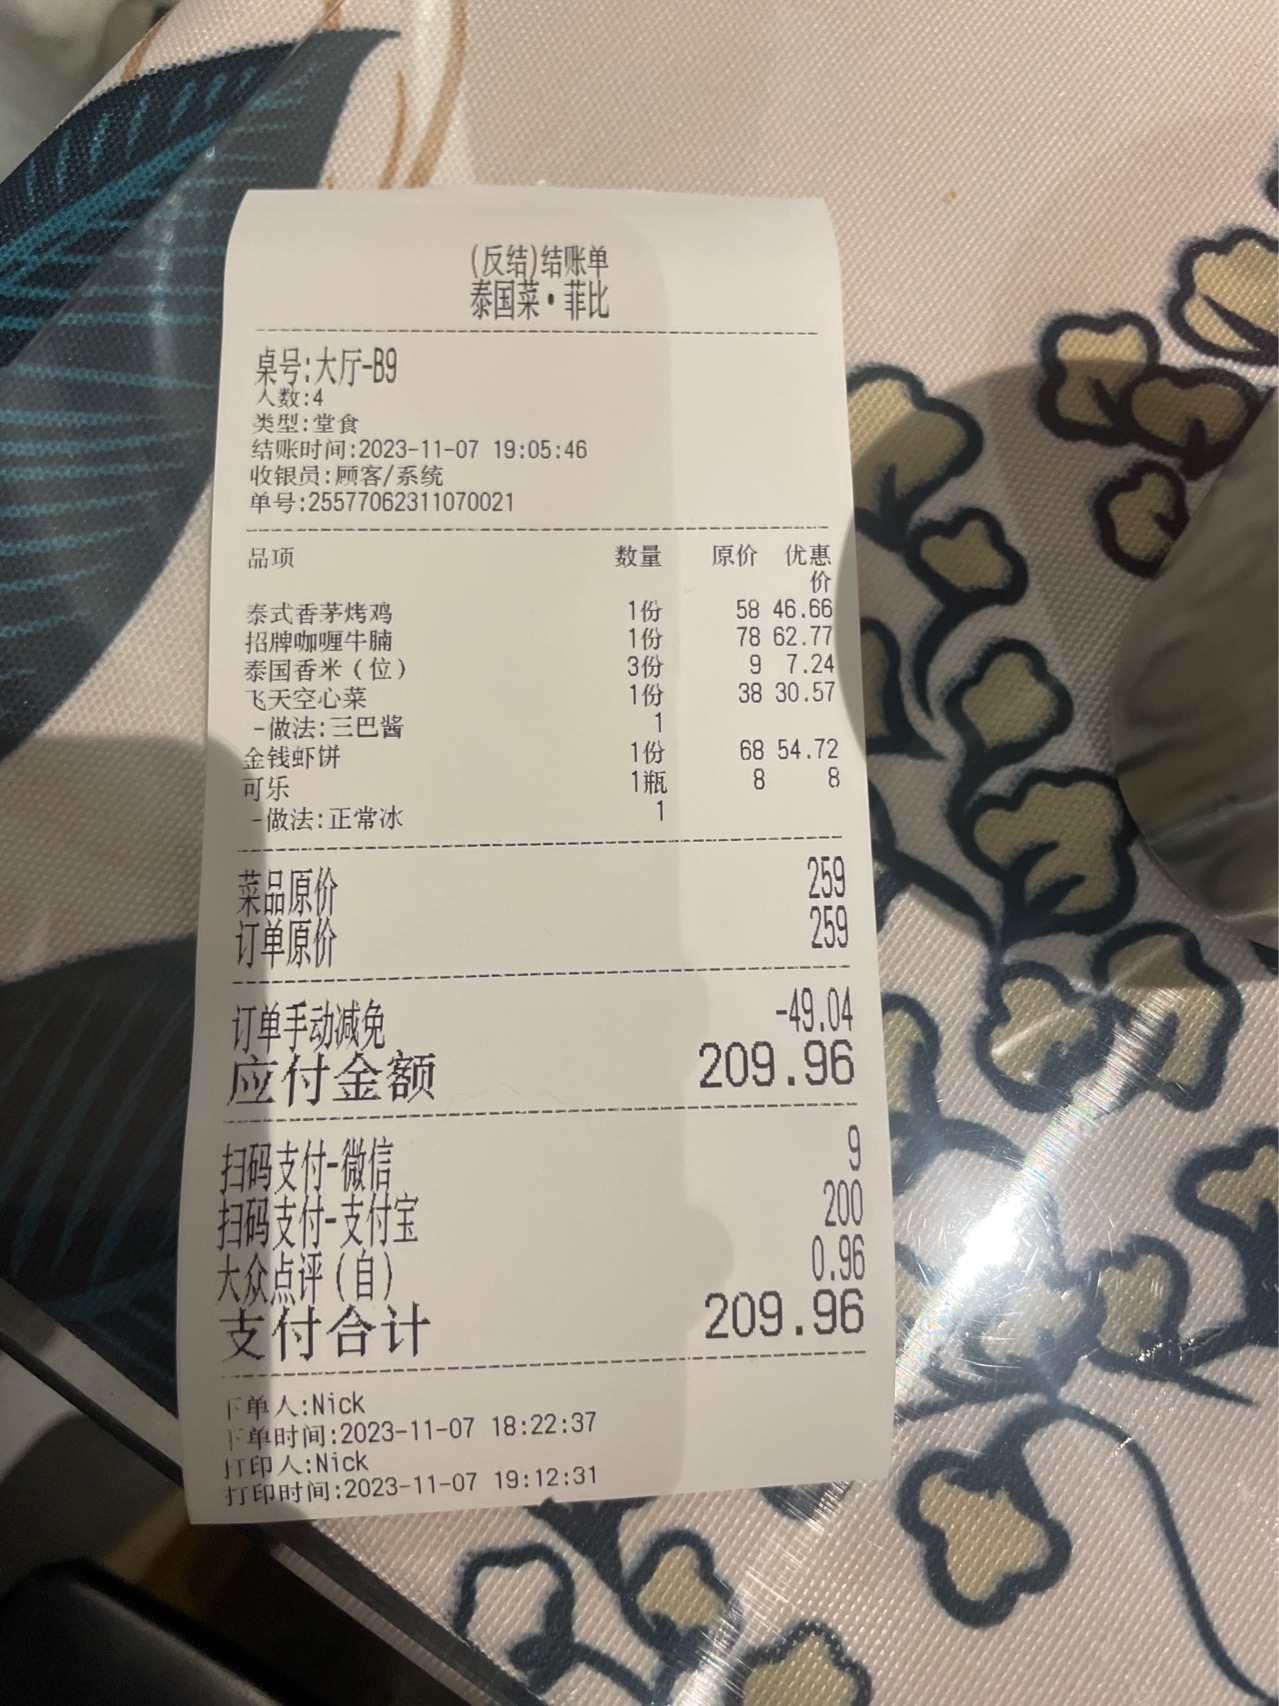 (反结)结账单
泰国菜·菲比
桌号:大厅-B9
人数:4
类型:堂食
结账时间:2023-11-07 19:05:46
收银员:顾客/系统
单号:25577062311070021
品项 数量 原价 优惠
价
泰式香茅烤鸡 1份 58 46.66
招牌咖喱牛腩 1份 78 62.77
泰国香米(位) 3份 9 7.24
飞天空心菜 1份 38 30.57
-做法:三巴酱 1
金钱虾饼 1份 68 54.72
可乐 1瓶 8 8
-做法:正常冰 1
菜品原价 259
订单原价 259
订单手动减免 -49.04
应付金额 209.96
扫码支付-微信 9
扫码支付-支付宝 200
大众点评(自) 0.96
支付合计 209.96
下单人:Nick
下单时间:2023-11-07 18:22:37
打印人:Nick
打印时间:2023-11-07 19:12:31